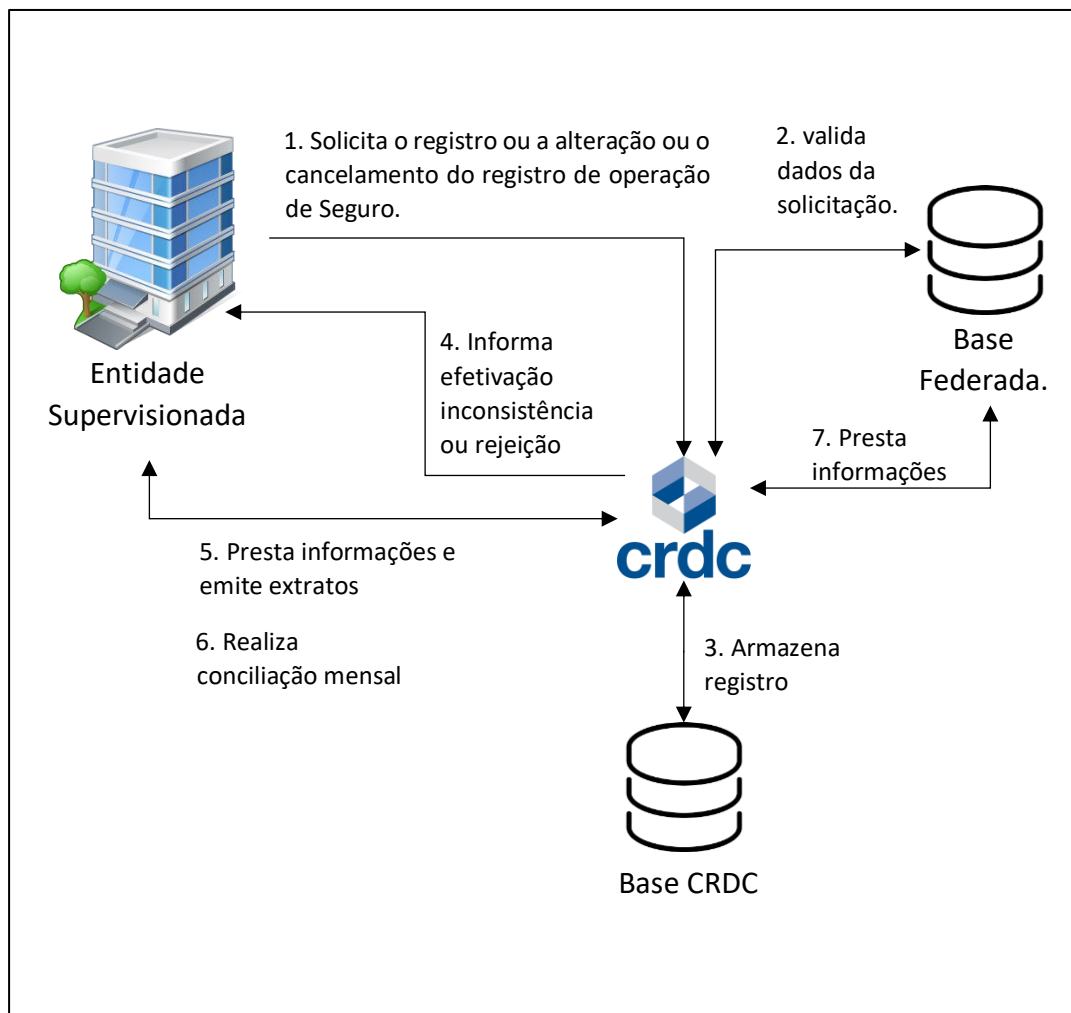 1. Solicita o registro ou a alteração ou o
cancelamento do registro de operação
de Seguro.
2. valida
dados da
solicitação.
Entidade
Supervisionada
4. Informa
efetivação
inconsistência
ou rejeição
Base
Federada.
7. Presta
informações
crdc
5. Presta informações e
emite extratos
6. Realiza
conciliação mensal
3. Armazena
registro
Base CRDC